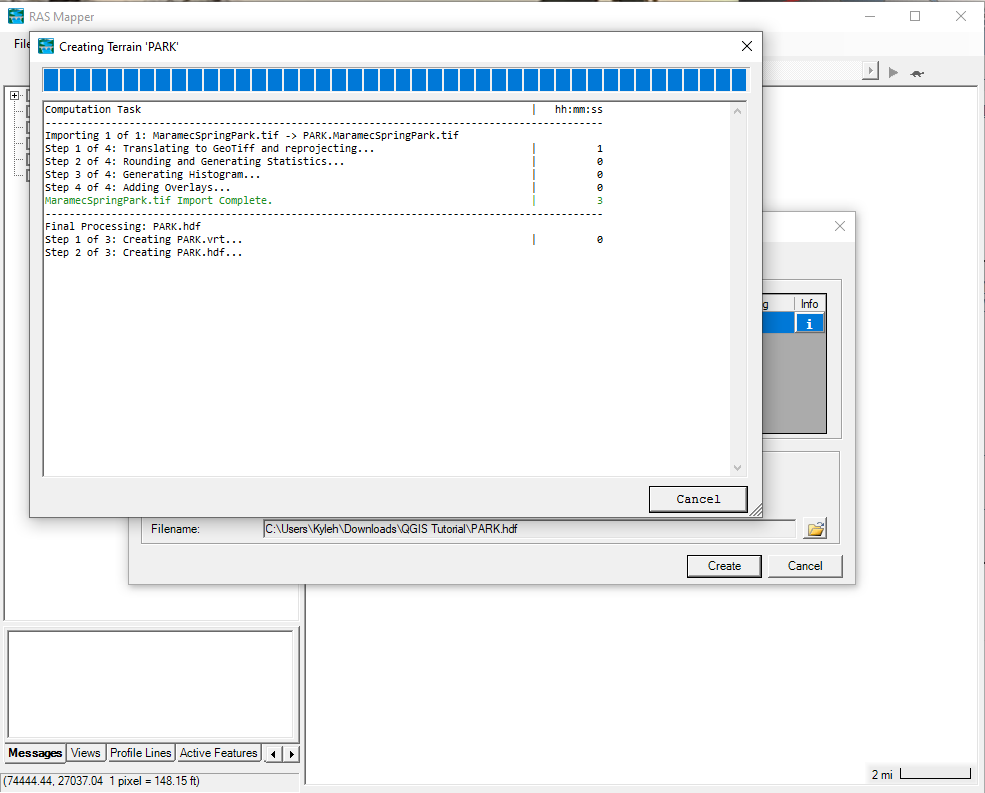 RAS Mapper
File
Creating Terrain 'PARK'
Computation Task | hh:mm:ss
Importing 1 of 1: MaramecSpringPark.tif -> PARK.MaramecSpringPark.tif
Step 1 of 4: Translating to GeoTiff and reprojecting... | 1
Step 2 of 4: Rounding and Generating Statistics... | 0
Step 3 of 4: Generating Histogram... | 0
Step 4 of 4: Adding Overlays... | 0
MaramecSpringPark.tif Import Complete. | 3
Final Processing: PARK.hdf
Step 1 of 3: Creating PARK.vrt... | 0
Step 2 of 3: Creating PARK.hdf...
Cancel
g Info
i
Filename: C:\Users\Kyleh\Downloads\QGIS Tutorial\PARK.hdf
Create Cancel
Messages Views Profile Lines Active Features
(74444.44, 27037.04 1 pixel = 148.15 ft)
2 mi